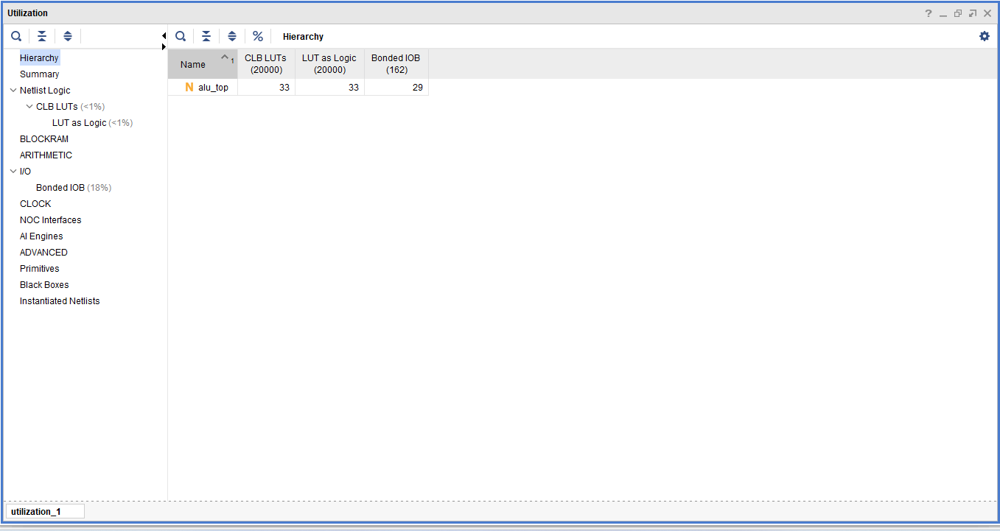 Utilization
Hierarchy
Hierarchy
Summary
Netlist Logic
CLB LUTs (<1%)
LUT as Logic (<1%)
BLOCKRAM
ARITHMETIC
I/O
Bonded IOB (18%)
CLOCK
NOC Interfaces
AI Engines
ADVANCED
Primitives
Black Boxes
Instantiated Netlists
Name 1 CLB LUTs LUT as Logic Bonded IOB
(20000) (20000) (162)
N alu_top 33 33 29
utilization_1